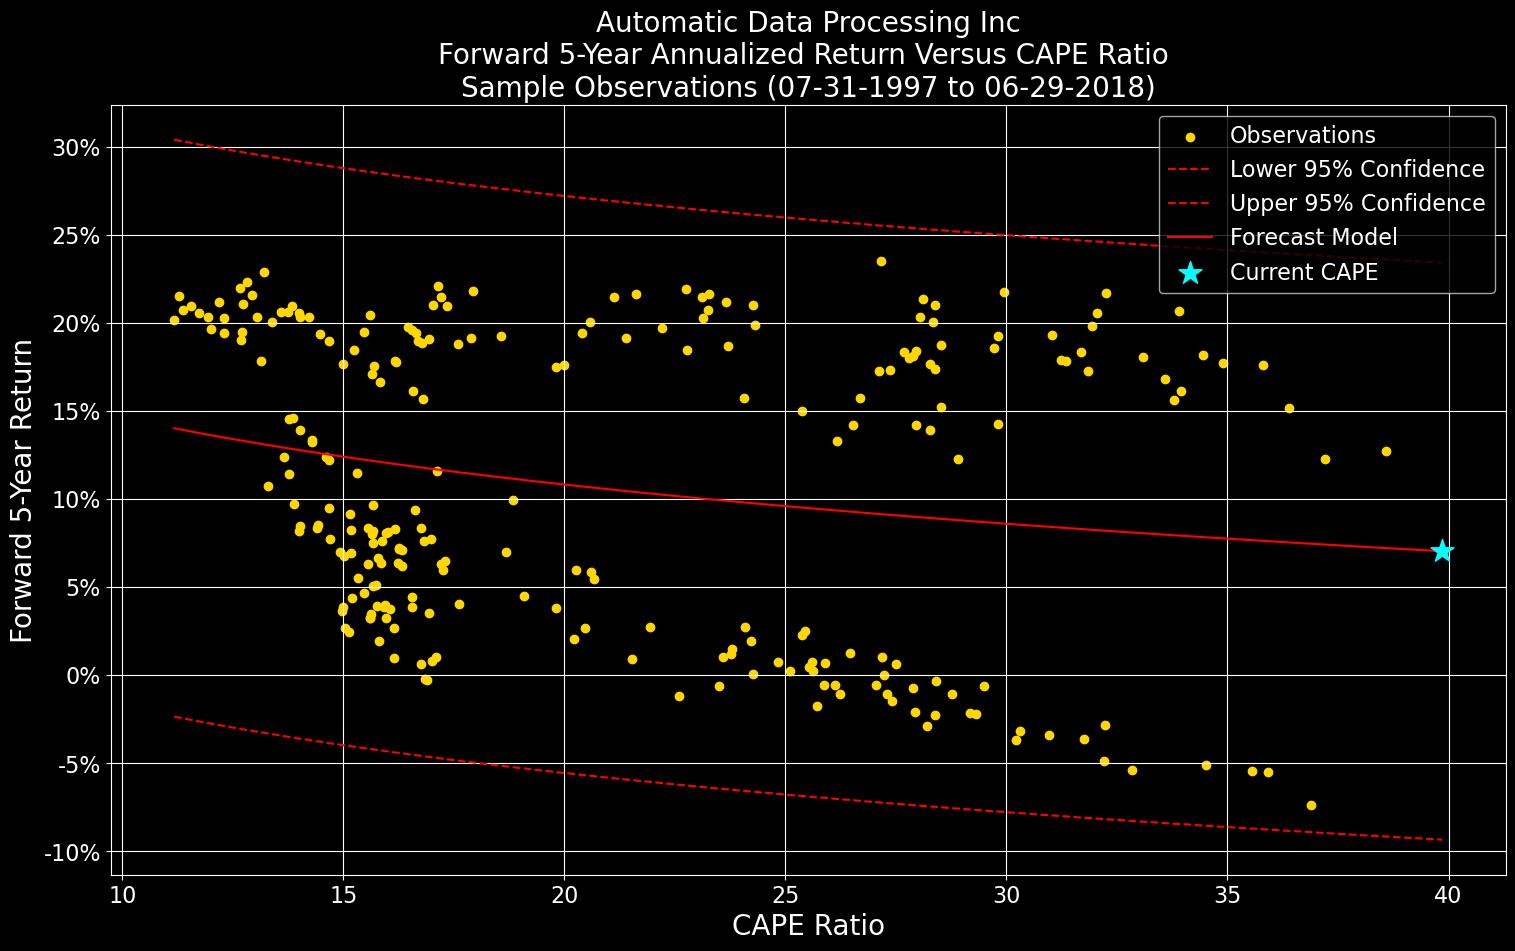 Automatic Data Processing Inc
Forward 5-Year Annualized Return Versus CAPE Ratio
Sample Observations (07-31-1997 to 06-29-2018)
Observations
Lower 95% Confidence
Upper 95% Confidence
Forecast Model
Current CAPE
Forward 5-Year Return
30%
25%
20%
15%
10%
5%
0%
-5%
-10%
10 15 20 25 30 35 40
CAPE Ratio